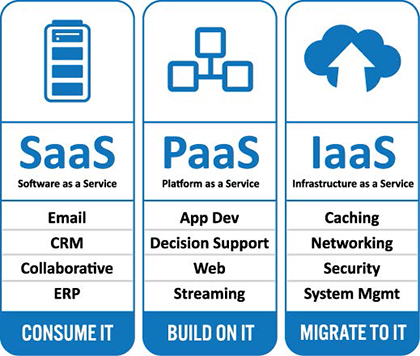 SaaS
Software as a Service
Email
CRM
Collaborative
ERP
CONSUME IT
PaaS
Platform as a Service
App Dev
Decision Support
Web
Streaming
BUILD ON IT
IaaS
Infrastructure as a Service
Caching
Networking
Security
System Mgmt
MIGRATE TO IT